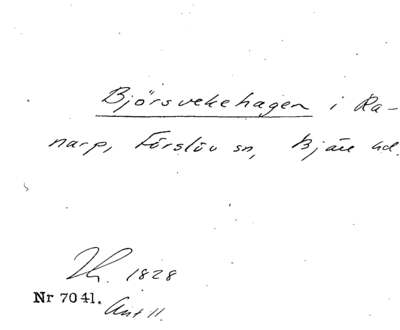 Björsvekehagen i Ra-
narp, Förslöv sn, Bjäre hd.
1828
Nr 7041.